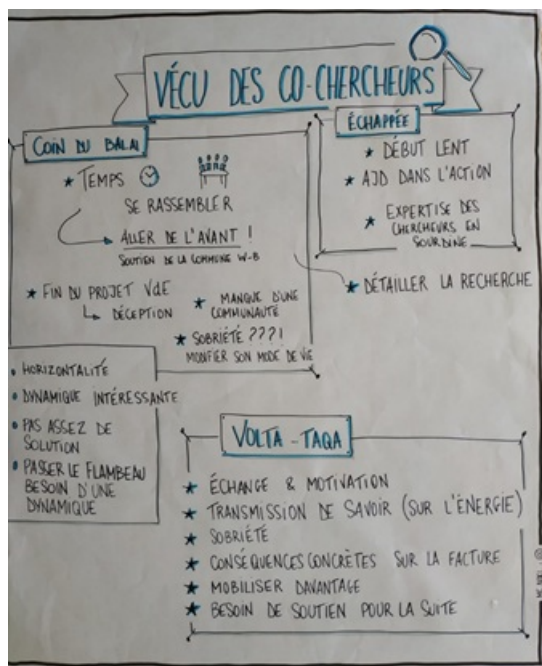 VÉCU DES CO-CHERCHEURS
COIN DU BALAI
★ TEMPS
SE RASSEMBLER
ALLER DE L'AVANT !
SOUTIEN DE LA COMMUNE W-B
★ FIN DU PROJET VdE
↳ DÉCEPTION
★ MANQUE D'UNE
COMMUNAUTÉ
★ SOBRIÉTÉ ???!
MODIFIER SON MODE DE VIE
• HORIZONTALITÉ
• DYNAMIQUE INTÉRESSANTE
• PAS ASSEZ DE
SOLUTION
• PASSER LE FLAMBEAU
BESOIN D'UNE
DYNAMIQUE
ÉCHAPPÉE
★ DÉBUT LENT
★ AJD DANS L'ACTION
★ EXPERTISE DES
CHERCHEURS EN
SOURDINE
★ DÉTAILLER LA RECHERCHE
VOLTA-TAQA
★ ÉCHANGE & MOTIVATION
★ TRANSMISSION DE SAVOIR (SUR L'ÉNERGIE)
★ SOBRIÉTÉ
★ CONSÉQUENCES CONCRÈTES SUR LA FACTURE
★ MOBILISER DAVANTAGE
★ BESOIN DE SOUTIEN POUR LA SUITE